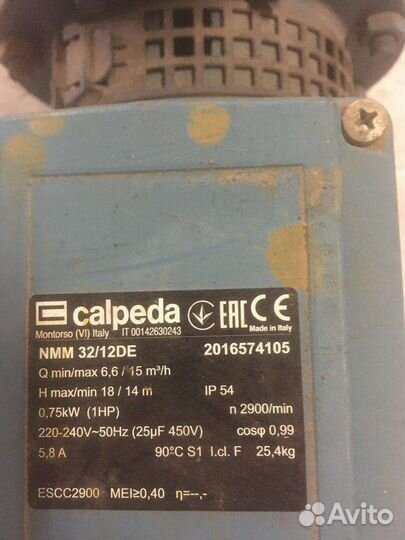 calpeda EAC CE
Montorso (VI) Italy IT 00142630243 Made in Italy
NMM 32/12DE 2016574105
Q min/max 6,6 / 15 m³/h
H max/min 18 / 14 m IP 54
0,75kW (1HP) n 2900/min
220-240V~50Hz (25µF 450V) cosφ 0,99
5,8 A 90°C S1 I.cl. F 25,4kg
ESCC2900 MEI≥0,40 η=--,-
Avito